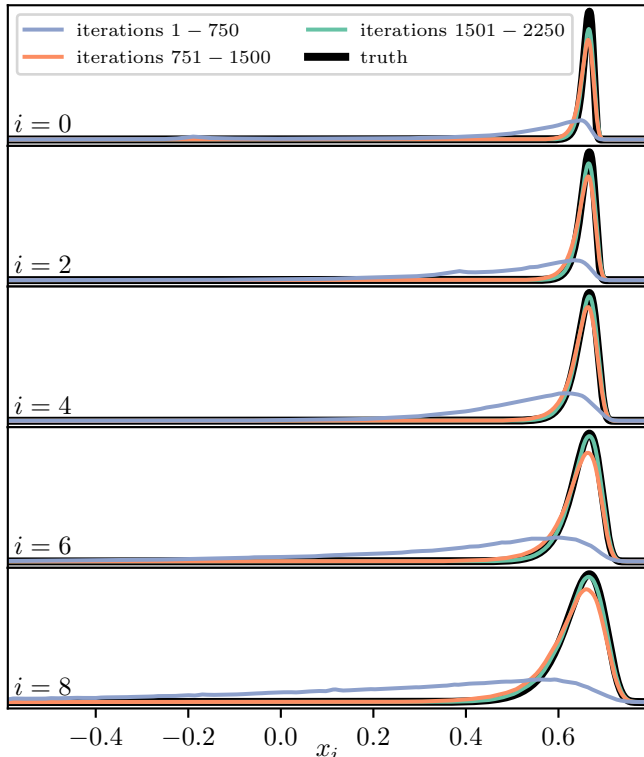 iterations 1 − 750
iterations 751 − 1500
iterations 1501 − 2250
truth
i = 0
i = 2
i = 4
i = 6
i = 8
−0.4 −0.2 0.0 0.2 0.4 0.6
x_i